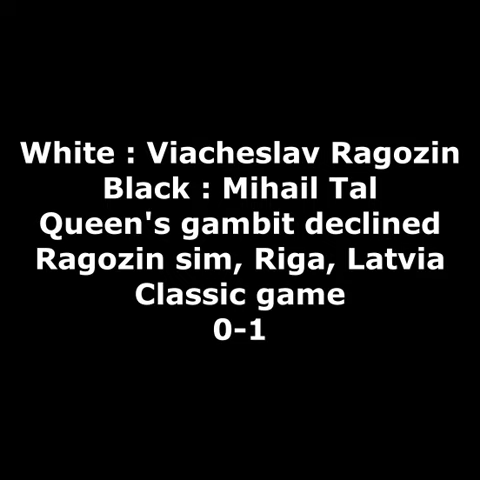 White : Viacheslav Ragozin
Black : Mihail Tal
Queen's gambit declined
Ragozin sim, Riga, Latvia
Classic game
0-1